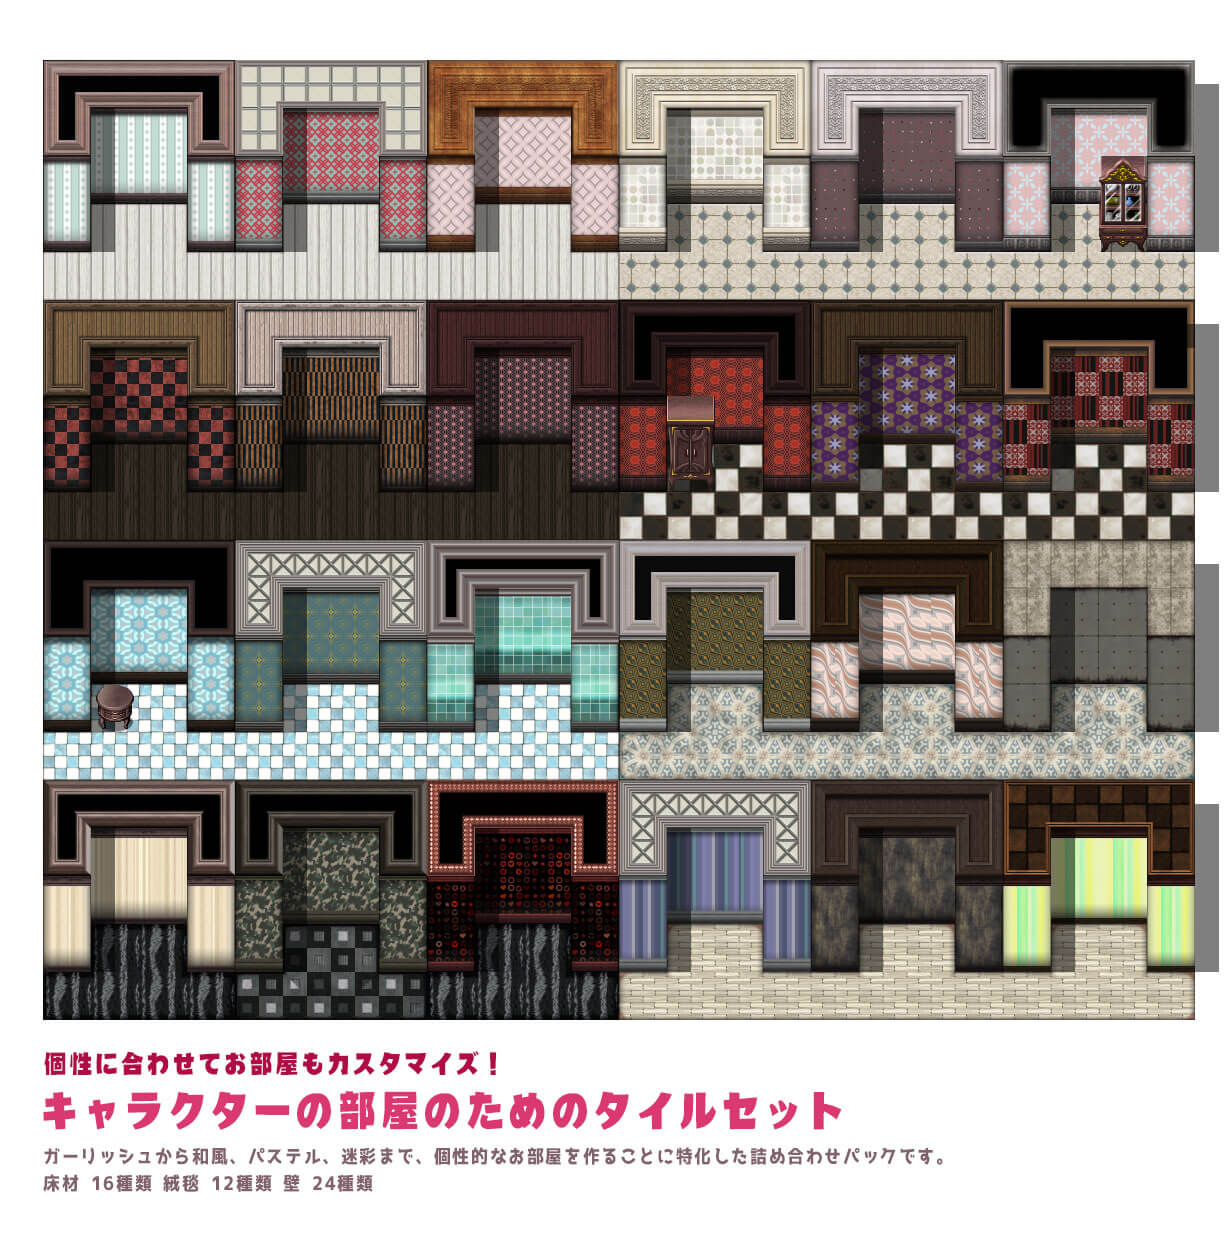 個性に合わせてお部屋もカスタマイズ！
キャラクターの部屋のためのタイルセット
ガーリッシュから和風、パステル、迷彩まで、個性的なお部屋を作ることに特化した詰め合わせパックです。
床材 16種類 絨毯 12種類 壁 24種類